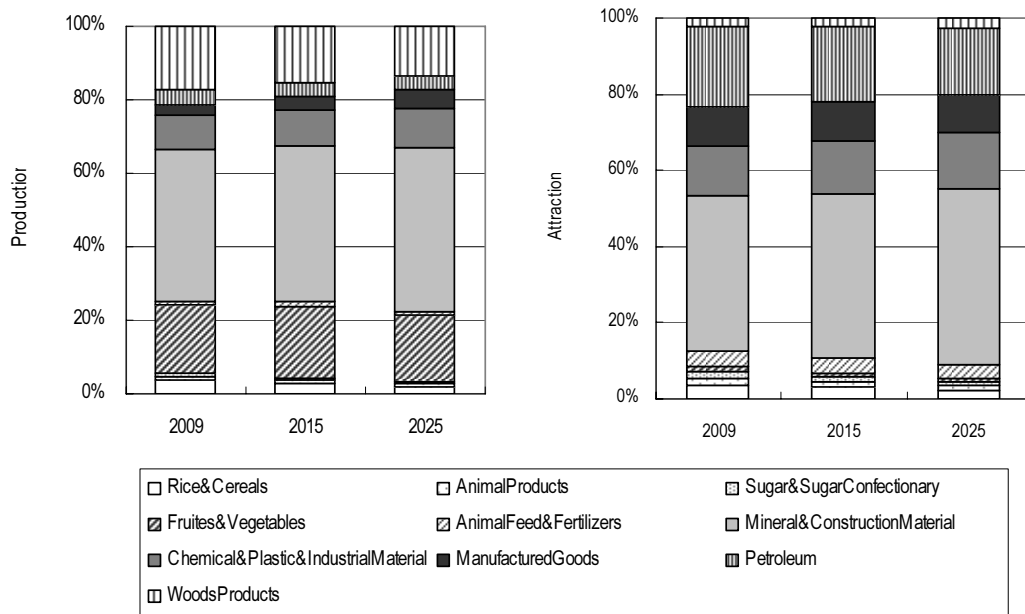 100%
80%
60%
40%
20%
0%
Productior
2009
2015
2025
100%
80%
60%
40%
20%
0%
Attraction
2009
2015
2025
Rice&Cereals
AnimalProducts
Sugar&SugarConfectionary
Fruites&Vegetables
AnimalFeed&Fertilizers
Mineral&ConstructionMaterial
Chemical&Plastic&IndustrialMaterial
ManufacturedGoods
Petroleum
WoodsProducts